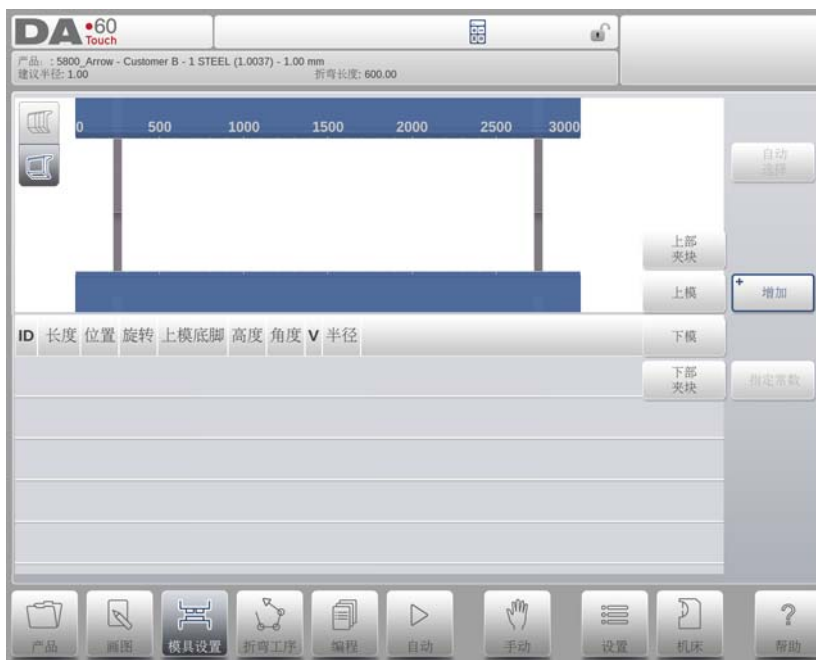 DA•60
Touch
产品: : 5800_Arrow - Customer B - 1 STEEL (1.0037) - 1.00 mm
建议半径: 1.00 折弯长度: 600.00
0 500 1000 1500 2000 2500 3000
自动
选择
上部
夹块
上模
+ 增加
ID 长度 位置 旋转 上模底脚 高度 角度 V 半径
下模
下部
夹块
指定常数
产品 画图 模具设置 折弯工序 编程 自动 手动 设置 机床 帮助